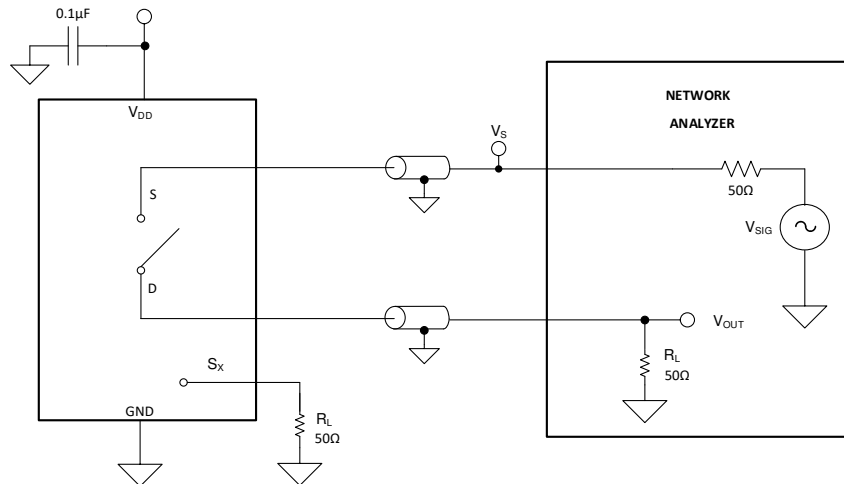 0.1µF
V_DD
S
D
S_X
GND
R_L
50Ω
V_S
NETWORK
ANALYZER
50Ω
V_SIG
V_OUT
R_L
50Ω